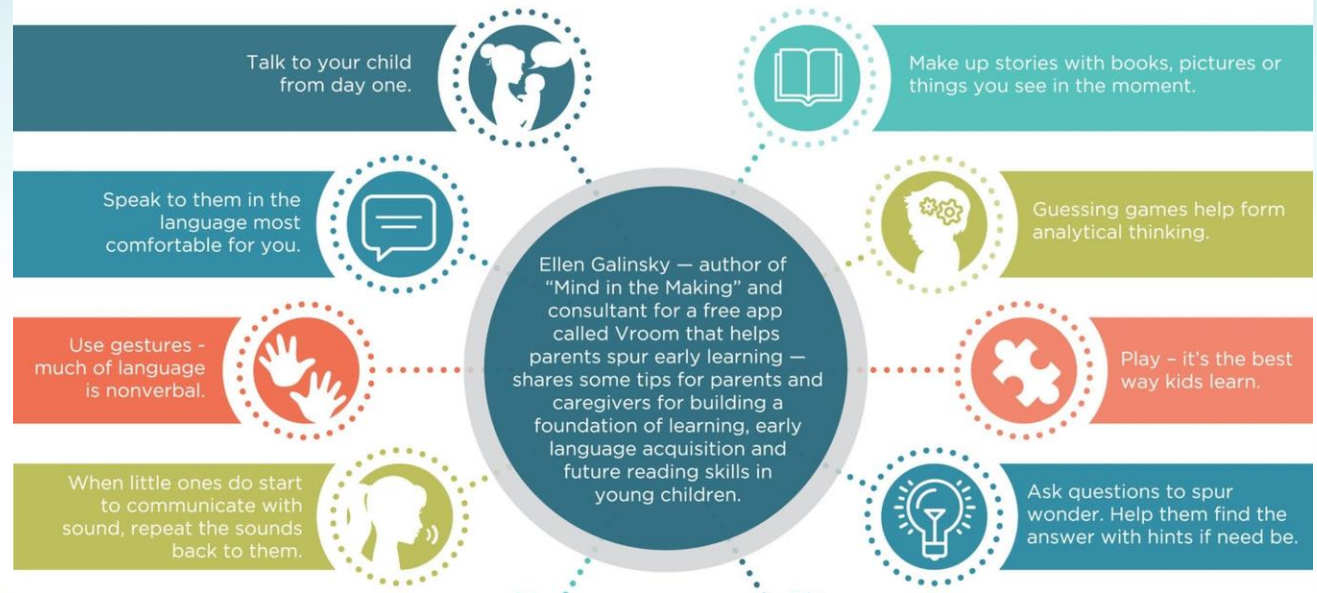 Talk to your child
from day one.
Speak to them in the
language most
comfortable for you.
Use gestures -
much of language
is nonverbal.
When little ones do start
to communicate with
sound, repeat the sounds
back to them.
Ellen Galinsky — author of
“Mind in the Making” and
consultant for a free app
called Vroom that helps
parents spur early learning —
shares some tips for parents and
caregivers for building a
foundation of learning, early
language acquisition and
future reading skills in
young children.
Make up stories with books, pictures or
things you see in the moment.
Guessing games help form
analytical thinking.
Play – it’s the best
way kids learn.
Ask questions to spur
wonder. Help them find the
answer with hints if need be.